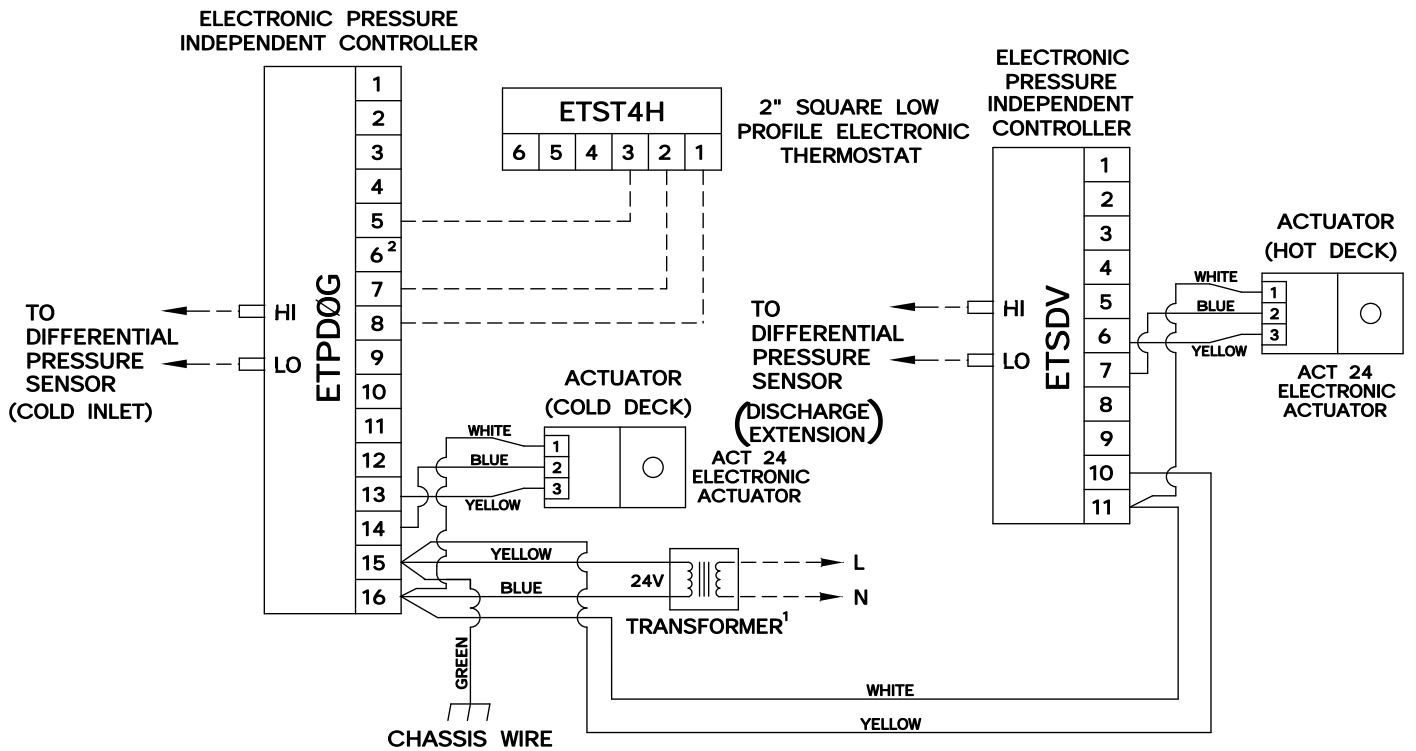 ELECTRONIC PRESSURE
INDEPENDENT CONTROLLER
1
2
3
4
5
6²
7
8
9
10
11
12
13
14
15
16
ETPDØG
HI
LO
TO
DIFFERENTIAL
PRESSURE
SENSOR
(COLD INLET)
ETST4H
6 5 4 3 2 1
2" SQUARE LOW
PROFILE ELECTRONIC
THERMOSTAT
ACTUATOR
(COLD DECK)
WHITE
BLUE
YELLOW
1
2
3
ACT 24
ELECTRONIC
ACTUATOR
YELLOW
BLUE
24V
L
N
TRANSFORMER¹
GREEN
CHASSIS WIRE
WHITE
YELLOW
ELECTRONIC
PRESSURE
INDEPENDENT
CONTROLLER
1
2
3
4
5
6
7
8
9
10
11
ETSDV
HI
LO
TO
DIFFERENTIAL
PRESSURE
SENSOR
(DISCHARGE
EXTENSION)
ACTUATOR
(HOT DECK)
WHITE
BLUE
YELLOW
1
2
3
ACT 24
ELECTRONIC
ACTUATOR